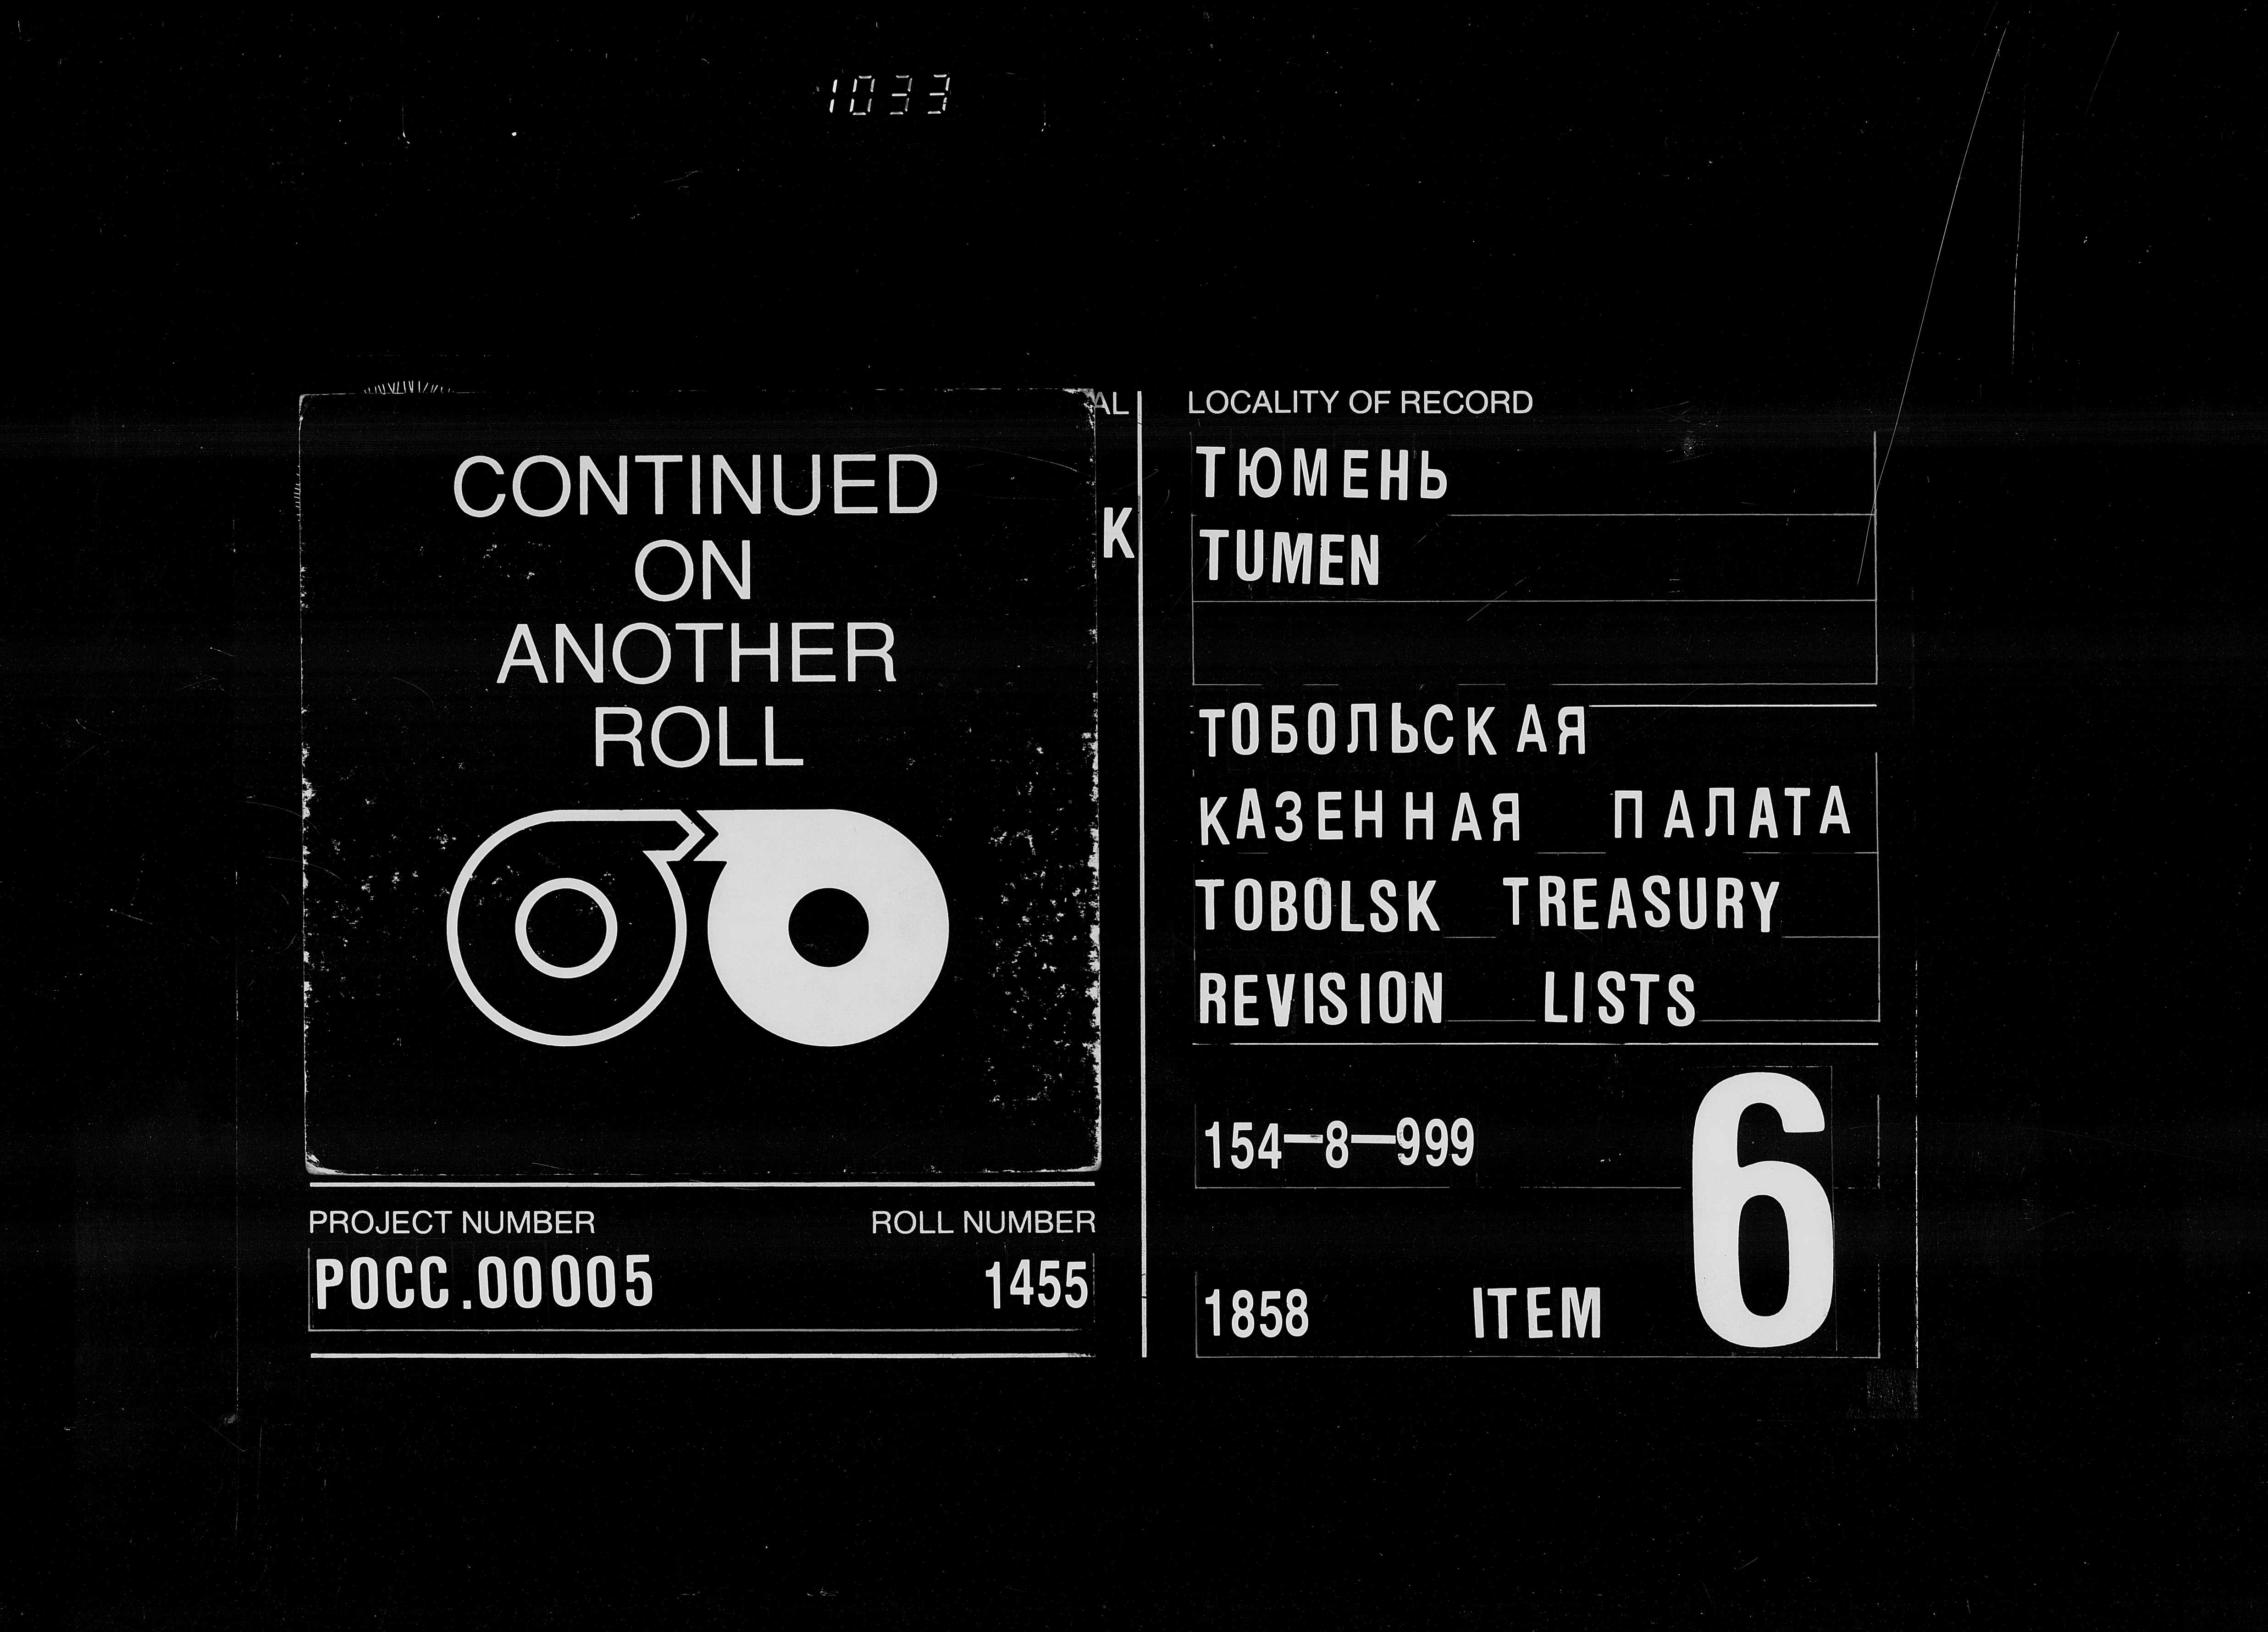 1033
CONTINUED
ON
ANOTHER
ROLL
PROJECT NUMBER ROLL NUMBER
РОСС.00005 1455
AL
K
LOCALITY OF RECORD
ТЮМЕНЬ
TUMEN
ТОБОЛЬСКАЯ
КАЗЕННАЯ ПАЛАТА
TOBOLSK TREASURY
REVISION LISTS
154-8-999
1858 ITEM 6